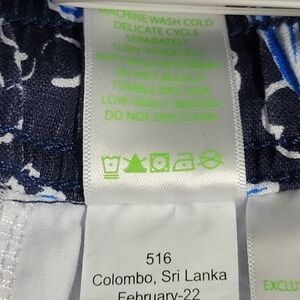 MACHINE WASH COLD
DELICATE CYCLE
SEPARATELY
TURN INSIDE OUT
DO NOT BLEACH
TUMBLE DRY LOW
LOW IRON IF NEEDED
DO NOT DRY CLEAN
516
Colombo, Sri Lanka
February-22
EXCLU